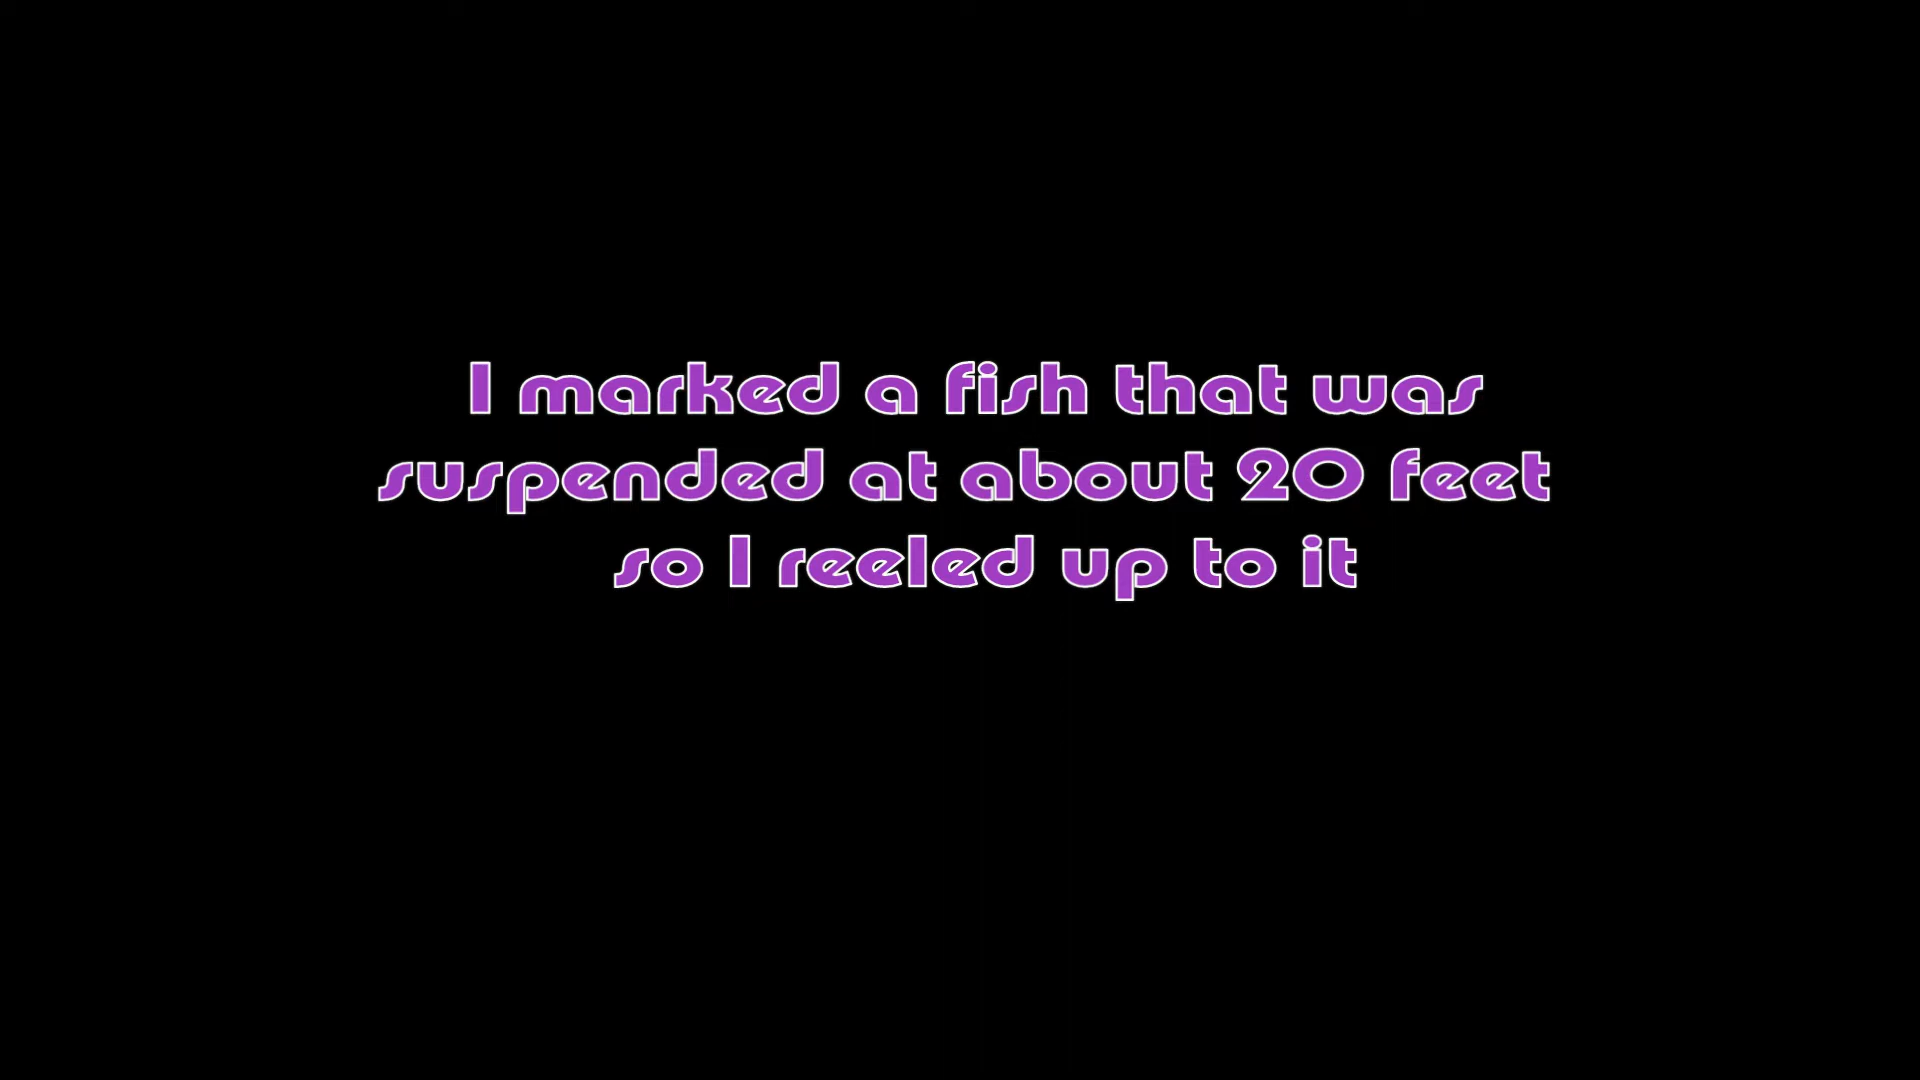 I marked a fish that was
suspended at about 20 feet
so I reeled up to it